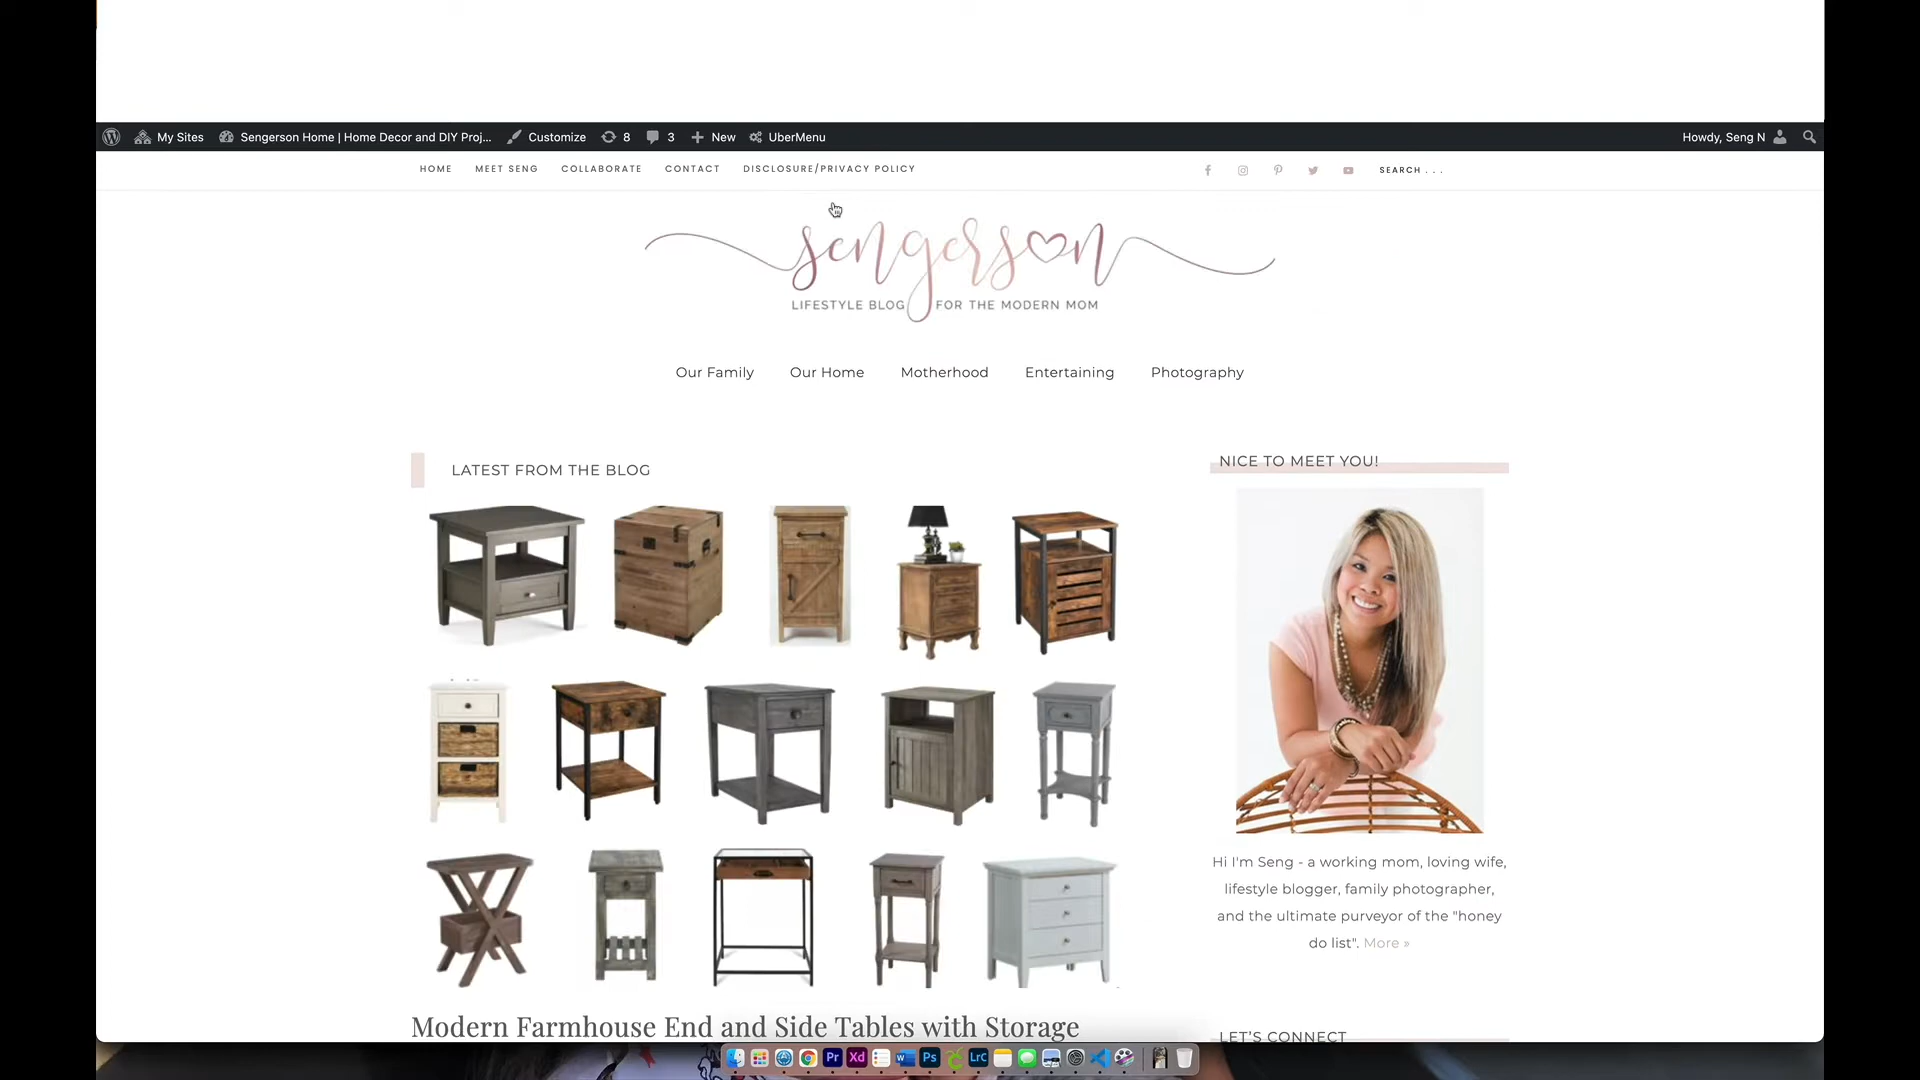 My Sites
Sengerson Home | Home Decor and DIY Proj...
Customize
8
3
New
UberMenu
Howdy, Seng N
HOME
MEET SENG
COLLABORATE
CONTACT
DISCLOSURE/PRIVACY POLICY
SEARCH . . .
sengerson
LIFESTYLE BLOG FOR THE MODERN MOM
Our Family
Our Home
Motherhood
Entertaining
Photography
LATEST FROM THE BLOG
NICE TO MEET YOU!
Hi I'm Seng - a working mom, loving wife,
lifestyle blogger, family photographer,
and the ultimate purveyor of the "honey
do list". More »
Modern Farmhouse End and Side Tables with Storage
LET'S CONNECT
Pr
Xd
Ps
LrC